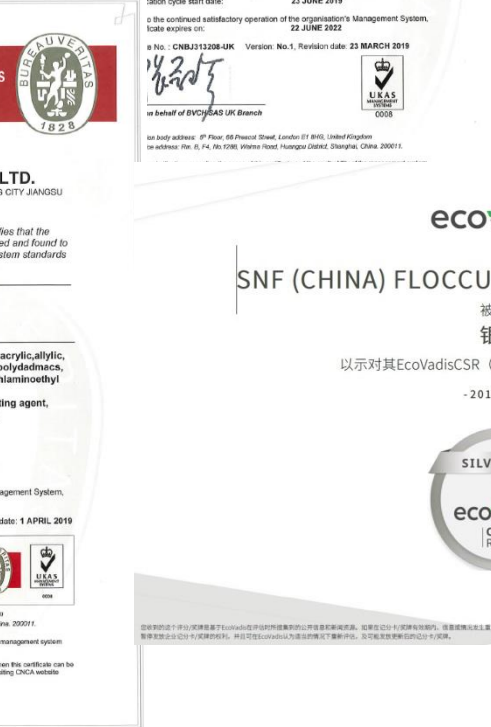 BUREAU VERITAS
1828
S
LTD.
G CITY JIANGSU
fies that the
ed and found to
stem standards
acrylic,allylic,
polydadmacs,
hlaminoethyl
ting agent,
agement System,
date: 1 APRIL 2019
UKAS
MANAGEMENT
SYSTEMS
0008
ina. 200011.
management system
en this certificate can be
siting CNCA website
cation cycle start date: 23 JUNE 2019
o the continued satisfactory operation of the organisation's Management System,
icate expires on: 22 JUNE 2022
e No. : CNBJ313208-UK Version: No.1, Revision date: 23 MARCH 2019
n behalf of BVCH SAS UK Branch
UKAS
MANAGEMENT
SYSTEMS
0008
ion body address: 5th Floor, 66 Prescot Street, London E1 8HG, United Kingdom
ce address: Rm. B, F4, No.1288, Waima Road, Huangpu District, Shanghai, China. 200011.
eco
SNF (CHINA) FLOCCU
被
银
以示对其EcoVadisCSR（
- 201
SILV
eco